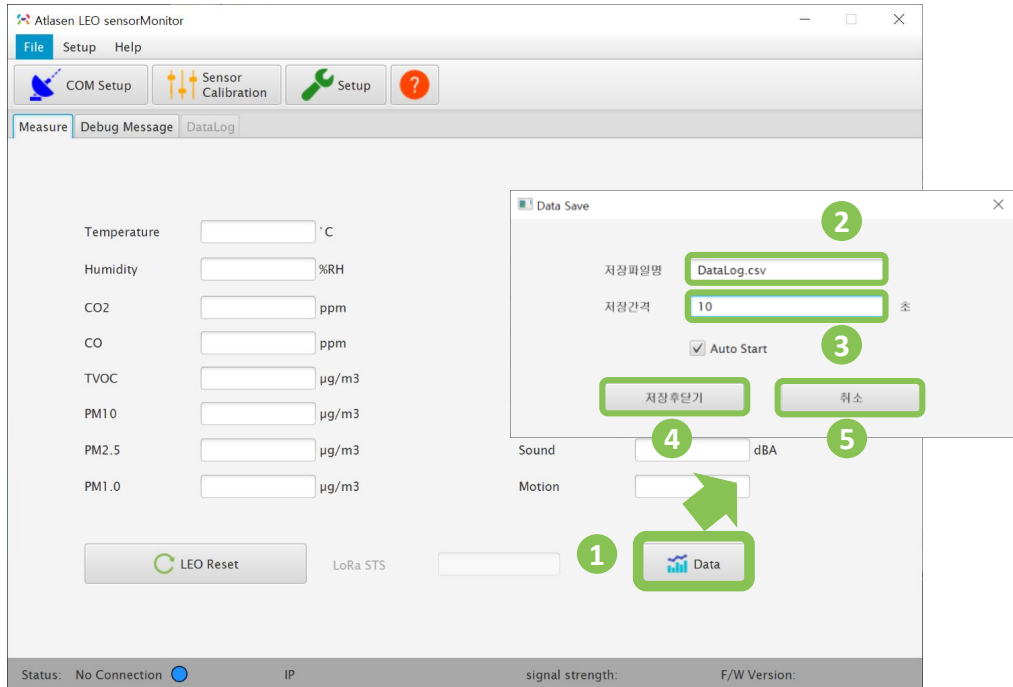 Atlasen LEO sensorMonitor
File Setup Help
COM Setup
Sensor
Calibration
Setup
?
Measure Debug Message DataLog
Temperature ˚C
Humidity %RH
CO2 ppm
CO ppm
TVOC µg/m3
PM10 µg/m3
PM2.5 µg/m3
PM1.0 µg/m3
Data Save
2
저장파일명 DataLog.csv
저장간격 10 초
Auto Start
3
저장후닫기 취소
4 5
Sound dBA
Motion
1
LEO Reset LoRa STS Data
Status: No Connection IP signal strength: F/W Version: